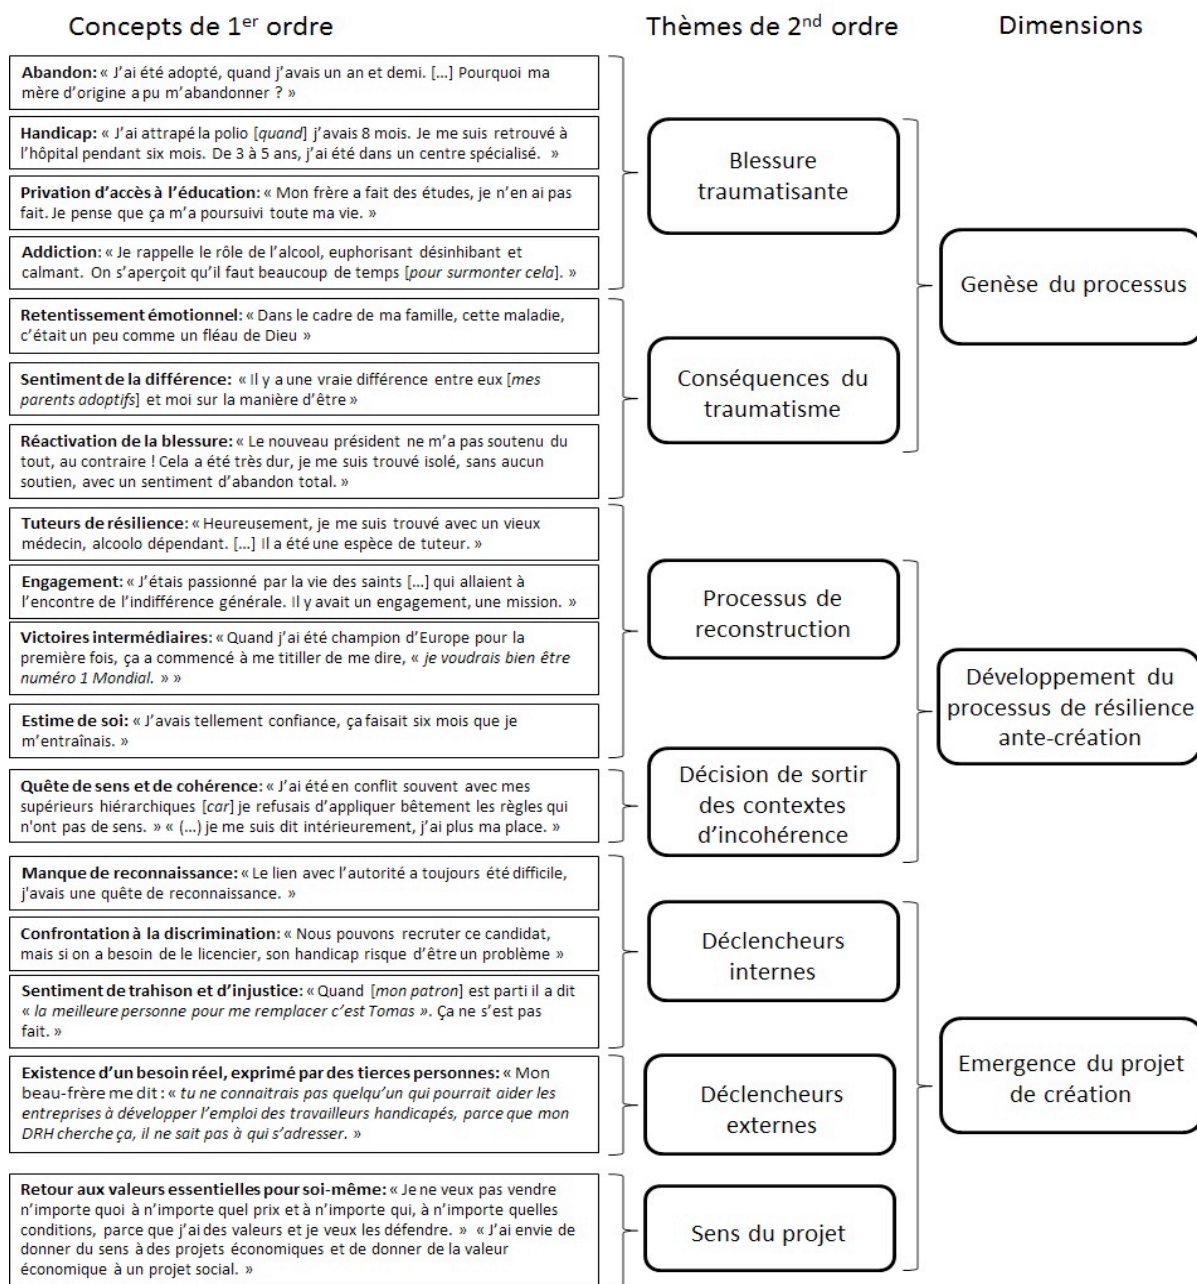 Concepts de 1er ordre
Thèmes de 2nd ordre
Dimensions
Abandon: « J'ai été adopté, quand j'avais un an et demi. […] Pourquoi ma
mère d'origine a pu m'abandonner ? »
Handicap: « J'ai attrapé la polio [quand] j'avais 8 mois. Je me suis retrouvé à
l'hôpital pendant six mois. De 3 à 5 ans, j'ai été dans un centre spécialisé. »
Privation d'accès à l'éducation: « Mon frère a fait des études, je n'en ai pas
fait. Je pense que ça m'a poursuivi toute ma vie. »
Addiction: « Je rappelle le rôle de l'alcool, euphorisant désinhibant et
calmant. On s'aperçoit qu'il faut beaucoup de temps [pour surmonter cela]. »
Blessure
traumatisante
Retentissement émotionnel: « Dans le cadre de ma famille, cette maladie,
c'était un peu comme un fléau de Dieu »
Sentiment de la différence: « Il y a une vraie différence entre eux [mes
parents adoptifs] et moi sur la manière d'être »
Réactivation de la blessure: « Le nouveau président ne m'a pas soutenu du
tout, au contraire ! Cela a été très dur, je me suis trouvé isolé, sans aucun
soutien, avec un sentiment d'abandon total. »
Conséquences du
traumatisme
Genèse du processus
Tuteurs de résilience: « Heureusement, je me suis trouvé avec un vieux
médecin, alcoolo dépendant. […] Il a été une espèce de tuteur. »
Engagement: « J'étais passionné par la vie des saints […] qui allaient à
l'encontre de l'indifférence générale. Il y avait un engagement, une mission. »
Victoires intermédiaires: « Quand j'ai été champion d'Europe pour la
première fois, ça a commencé à me titiller de me dire, « je voudrais bien être
numéro 1 Mondial. » »
Estime de soi: « J'avais tellement confiance, ça faisait six mois que je
m'entraînais. »
Processus de
reconstruction
Quête de sens et de cohérence: « J'ai été en conflit souvent avec mes
supérieurs hiérarchiques [car] je refusais d'appliquer bêtement les règles qui
n'ont pas de sens. » « (…) je me suis dit intérieurement, j'ai plus ma place. »
Décision de sortir
des contextes
d'incohérence
Développement du
processus de résilience
ante-création
Manque de reconnaissance: « Le lien avec l'autorité a toujours été difficile,
j'avais une quête de reconnaissance. »
Confrontation à la discrimination: « Nous pouvons recruter ce candidat,
mais si on a besoin de le licencier, son handicap risque d'être un problème »
Sentiment de trahison et d'injustice: « Quand [mon patron] est parti il a dit
« la meilleure personne pour me remplacer c'est Tomas ». Ça ne s'est pas
fait. »
Déclencheurs
internes
Existence d'un besoin réel, exprimé par des tierces personnes: « Mon
beau-frère me dit : « tu ne connaitrais pas quelqu'un qui pourrait aider les
entreprises à développer l'emploi des travailleurs handicapés, parce que mon
DRH cherche ça, il ne sait pas à qui s'adresser. »
Déclencheurs
externes
Retour aux valeurs essentielles pour soi-même: « Je ne veux pas vendre
n'importe quoi à n'importe quel prix et à n'importe qui, à n'importe quelles
conditions, parce que j'ai des valeurs et je veux les défendre. » « J'ai envie de
donner du sens à des projets économiques et de donner de la valeur
économique à un projet social. »
Sens du projet
Emergence du projet
de création